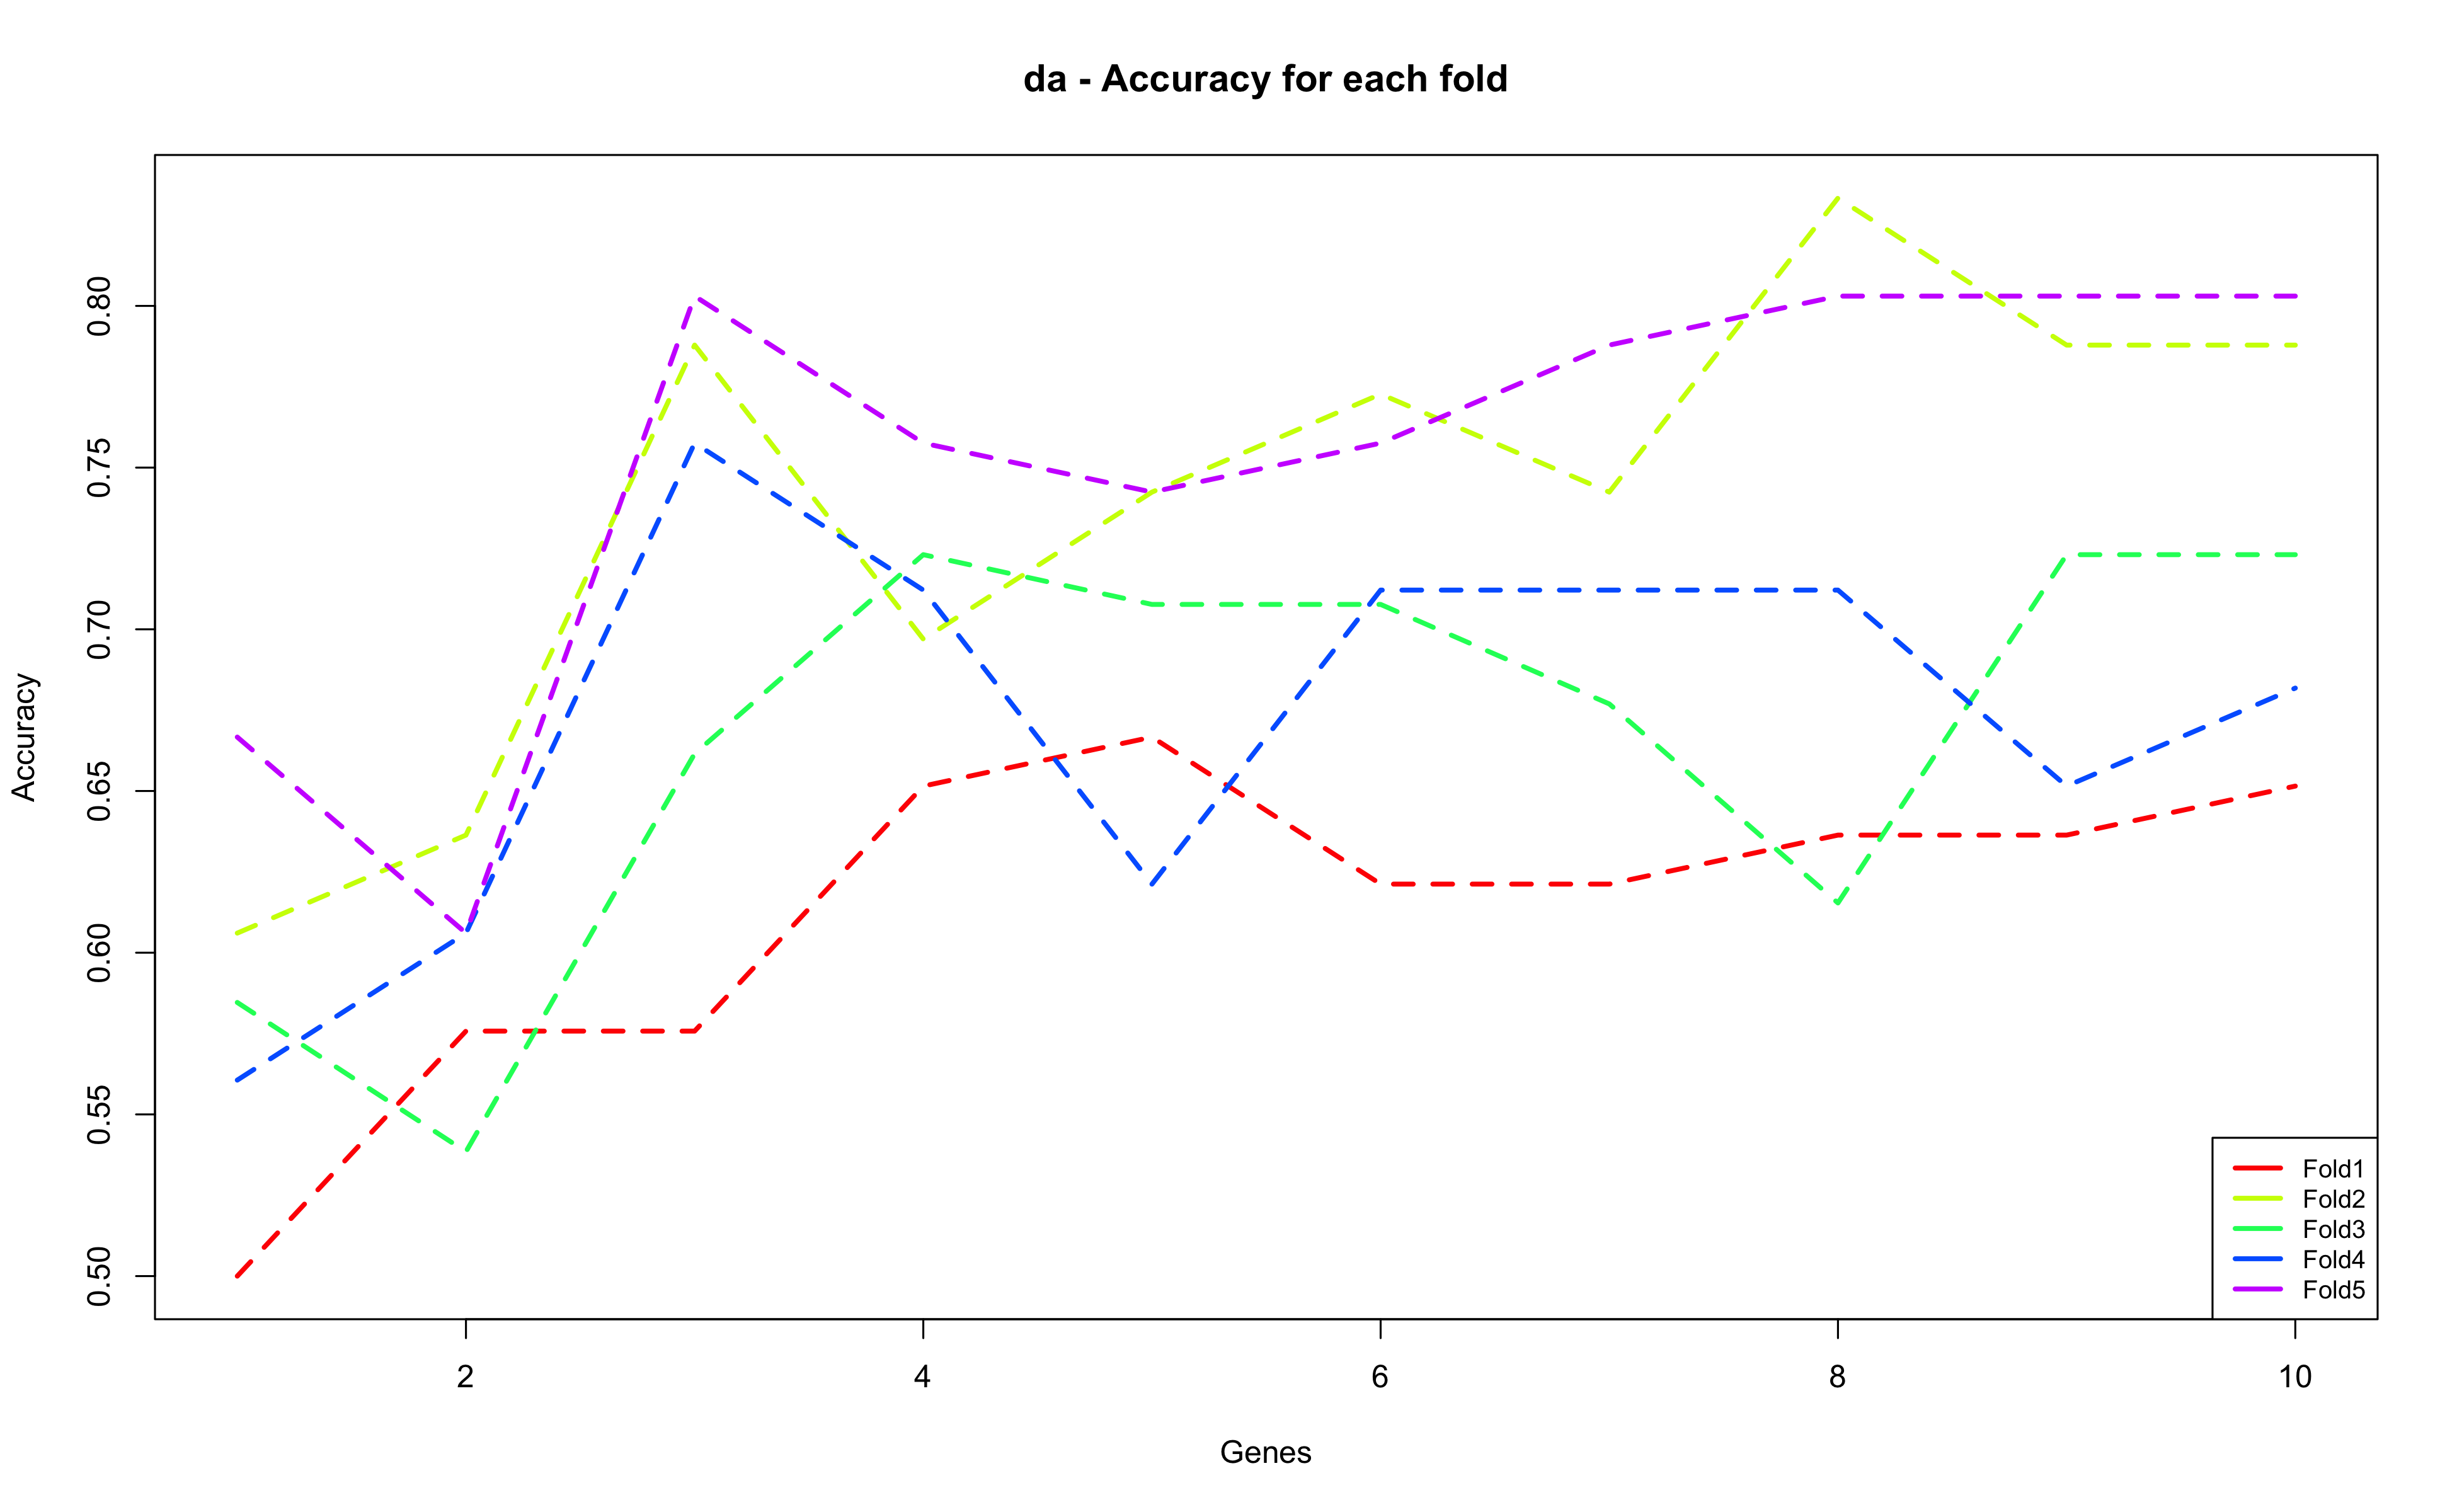 da - Accuracy for each fold
Accuracy
0.80
0.75
0.70
0.65
0.60
0.55
0.50
2 4 6 8 10
Genes
Fold1
Fold2
Fold3
Fold4
Fold5